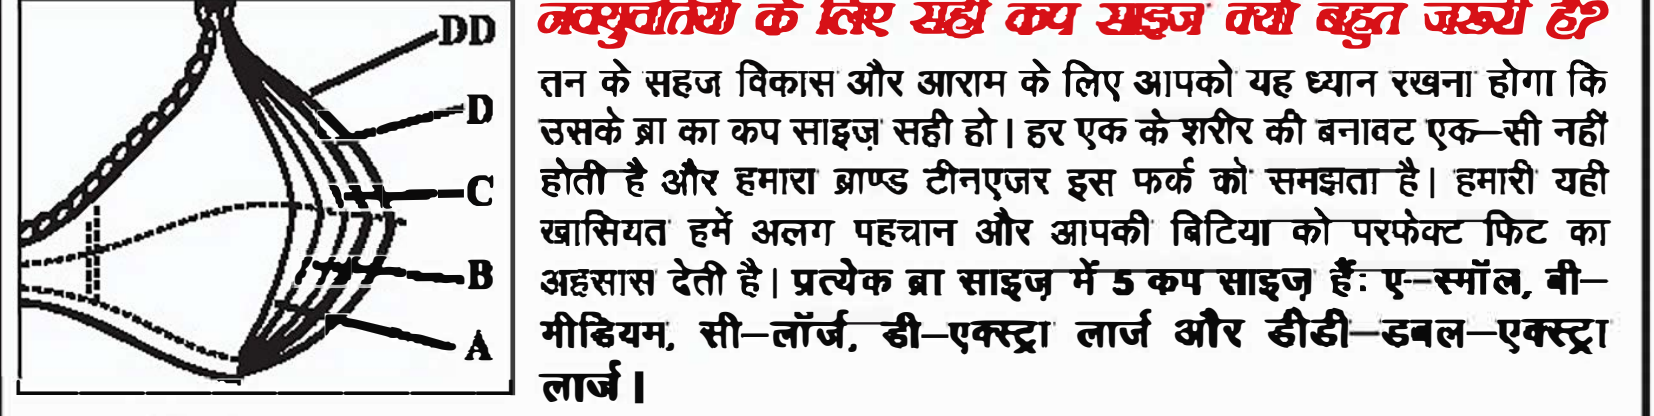 नवयुवतियों के लिए सही कप साइज क्यों बहुत जरूरी है?
तन के सहज विकास और आराम के लिए आपको यह ध्यान रखना होगा कि
उसके ब्रा का कप साइज़ सही हो। हर एक के शरीर की बनावट एक–सी नहीं
होती है और हमारा ब्राण्ड टीनएजर इस फर्क को समझता है। हमारी यही
खासियत हमें अलग पहचान और आपकी बिटिया को परफेक्ट फिट का
अहसास देती है। प्रत्येक ब्रा साइज़ में 5 कप साइज़ हैंः ए–स्मॉल, बी–
मीडियम, सी–लॉर्ज, डी–एक्स्ट्रा लार्ज और डीडी–डबल–एक्स्ट्रा
लार्ज।
DD
D
C
B
A